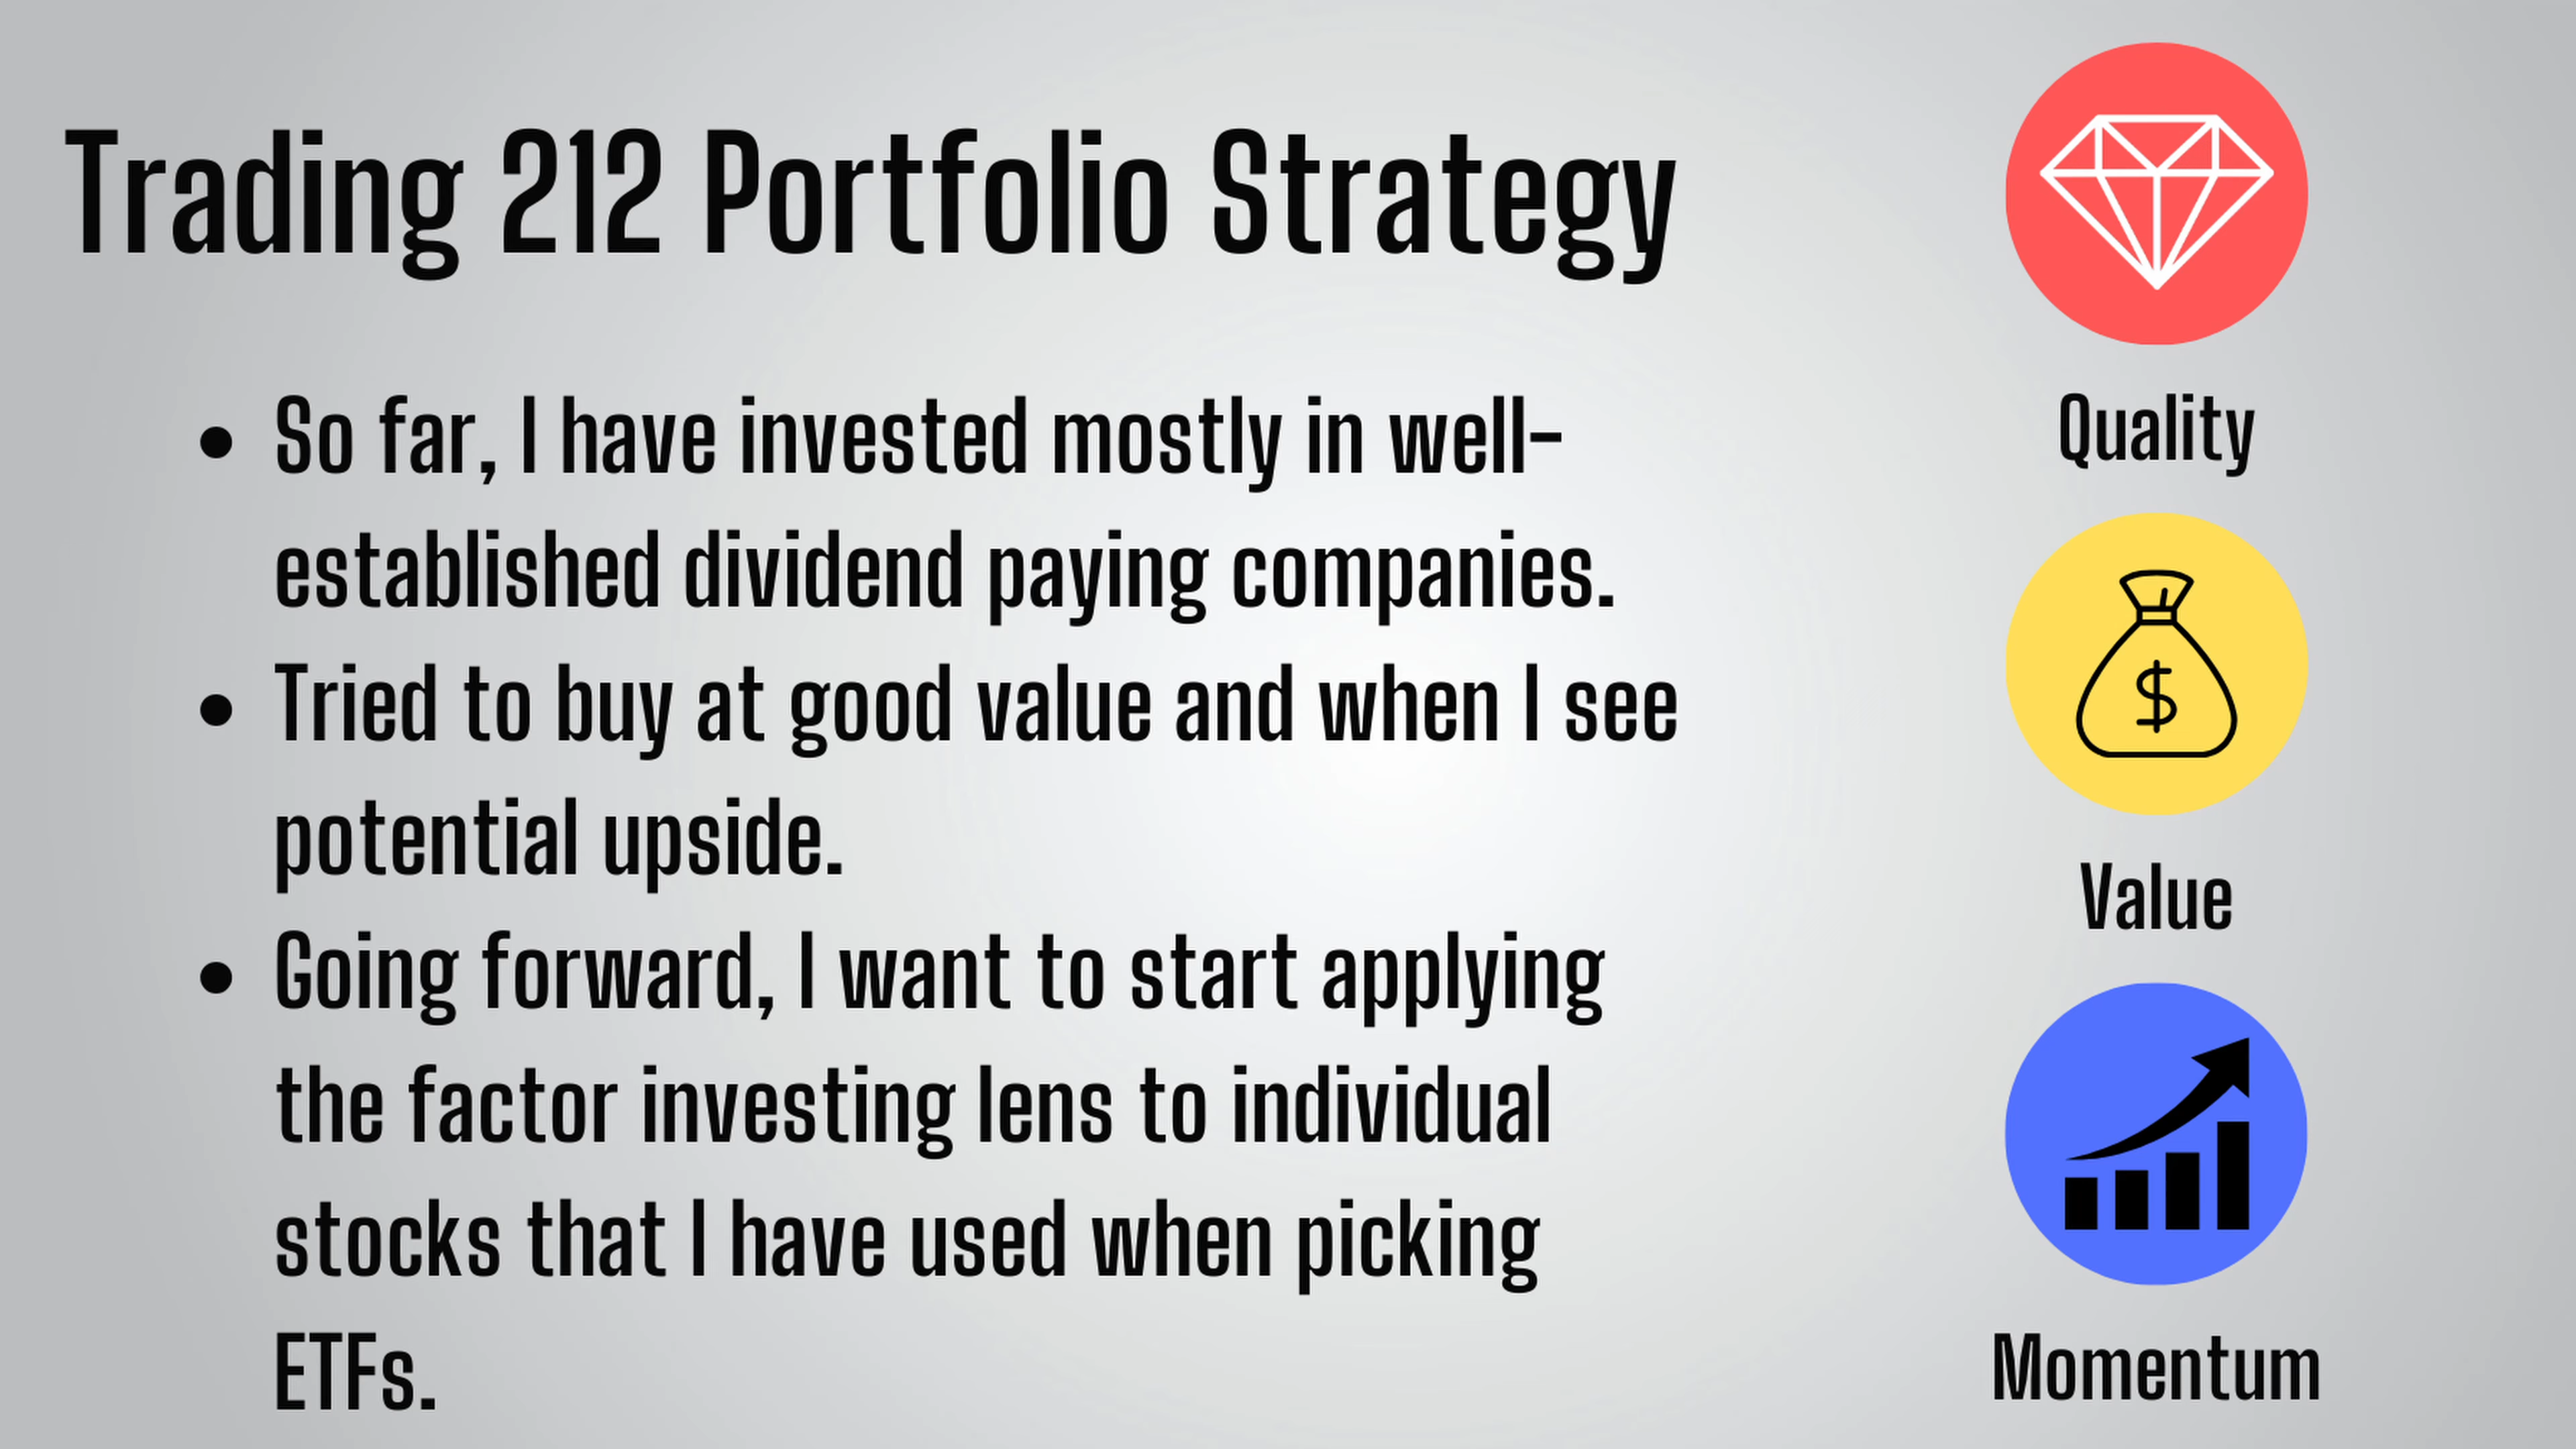 Trading 212 Portfolio Strategy
• So far, I have invested mostly in well-
established dividend paying companies.
• Tried to buy at good value and when I see
potential upside.
• Going forward, I want to start applying
the factor investing lens to individual
stocks that I have used when picking
ETFs.
Quality
$
Value
Momentum